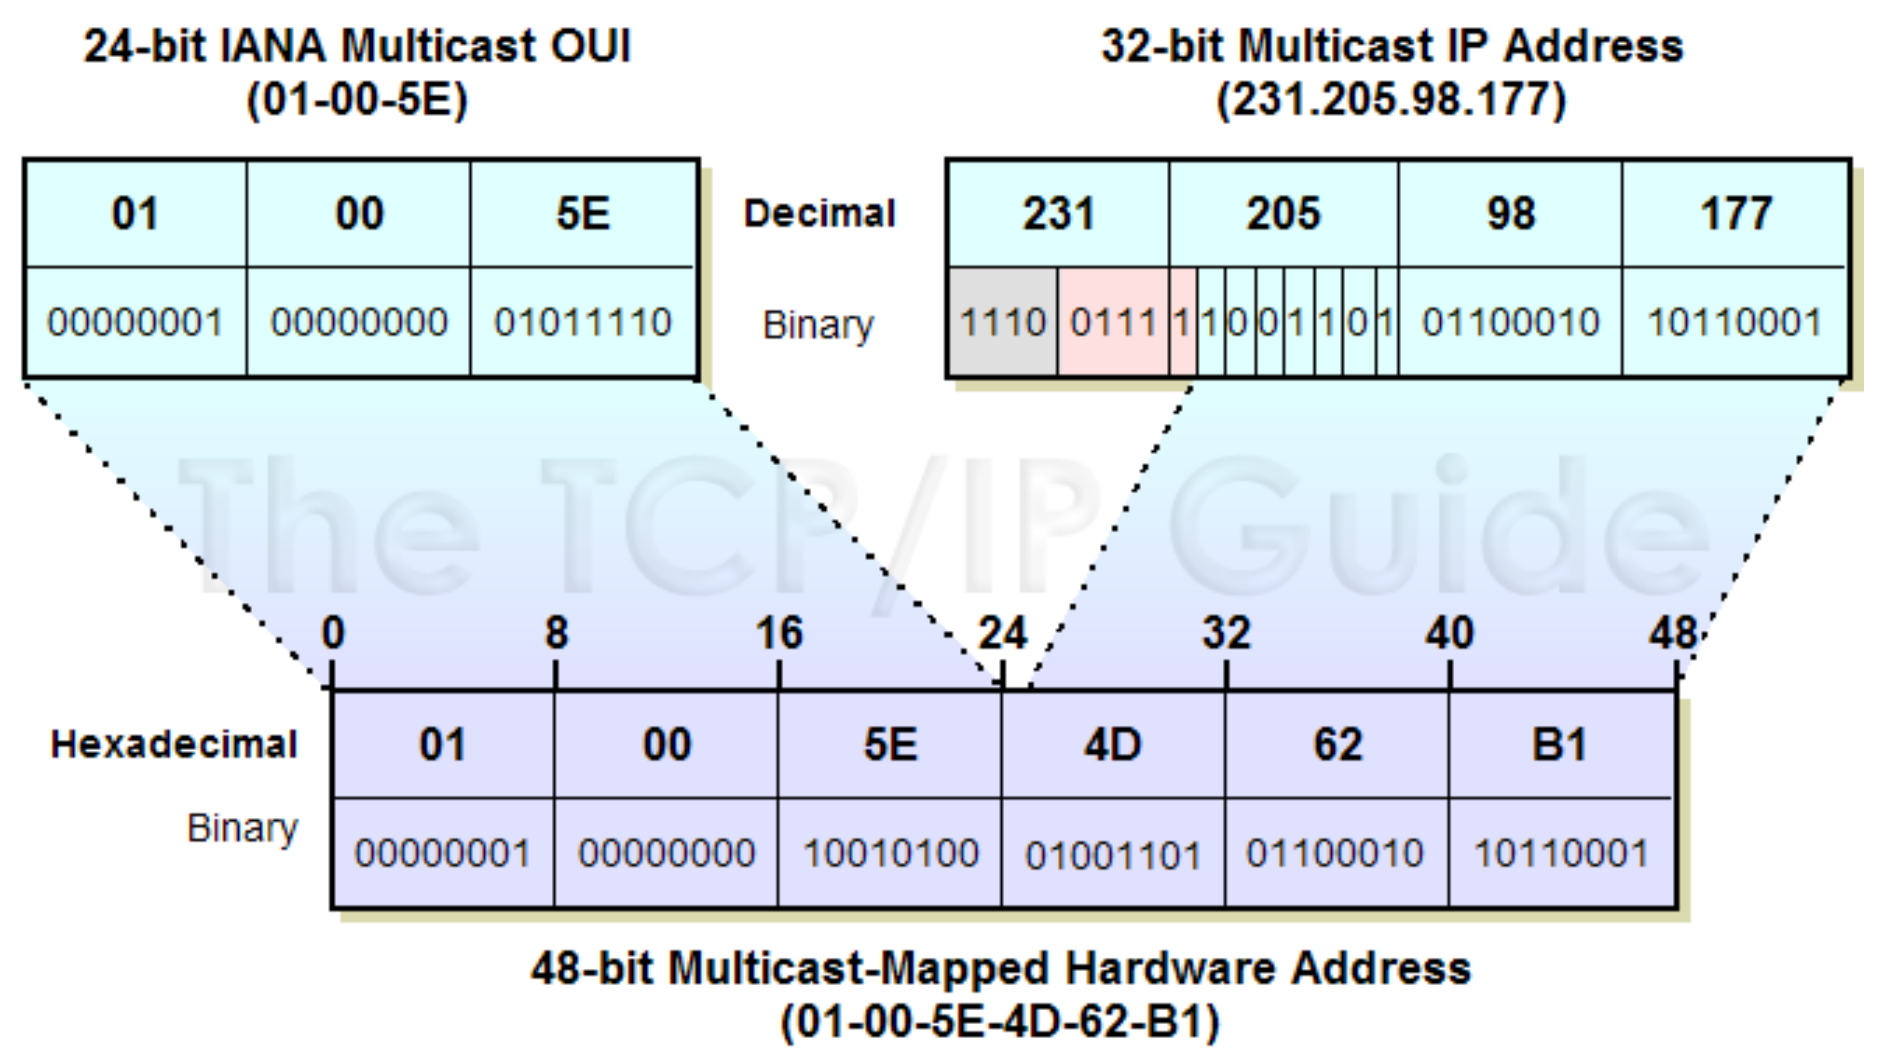 24-bit IANA Multicast OUI
(01-00-5E)
32-bit Multicast IP Address
(231.205.98.177)
01 00 5E
Decimal
231 205 98 177
00000001 00000000 01011110
Binary
1110 0111 1 1 0 0 1 1 0 1 01100010 10110001
The TCP/IP Guide
0 8 16 24 32 40 48
Hexadecimal
01 00 5E 4D 62 B1
Binary
00000001 00000000 10010100 01001101 01100010 10110001
48-bit Multicast-Mapped Hardware Address
(01-00-5E-4D-62-B1)